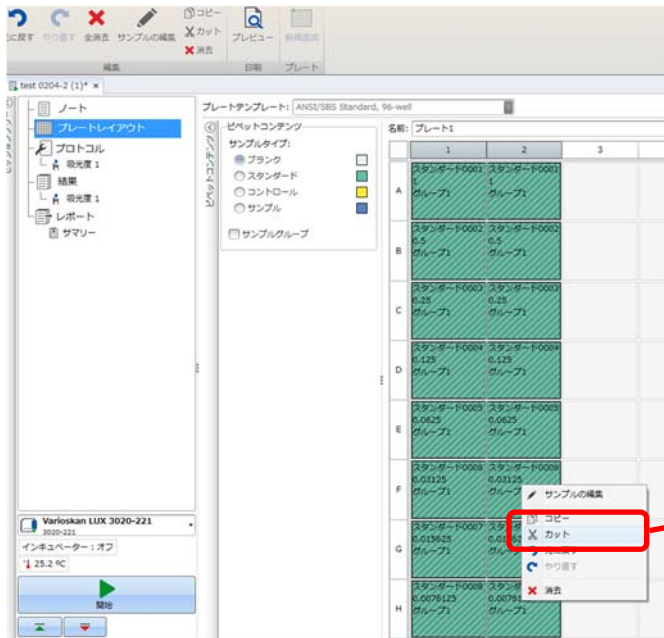 に戻す やり直す 全消去 サンプルの編集
コピー
カット
消去
プレビュー 新規追加
編集 印刷 プレート
test 0204-2 (1)* ×
ノート
プレートレイアウト
プロトコル
吸光度 1
結果
吸光度 1
レポート
サマリー
プレートテンプレート: ANSI/SBS Standard, 96-well
ピペットコンテンツ
ピペットコンテンツ
サンプルタイプ:
ブランク
スタンダード
コントロール
サンプル
サンプルグループ
名前: プレート1
1 2 3
A
スタンダード0001 スタンダード0001
1 1
グループ1 グループ1
B
スタンダード0002 スタンダード0002
0.5 0.5
グループ1 グループ1
C
スタンダード0003 スタンダード0003
0.25 0.25
グループ1 グループ1
D
スタンダード0004 スタンダード0004
0.125 0.125
グループ1 グループ1
E
スタンダード0005 スタンダード0005
0.0625 0.0625
グループ1 グループ1
F
スタンダード0006 スタンダード0006
0.03125 0.03125
グループ1
G
スタンダード0007
0.015625
グループ1
H
スタンダード0008
0.0078125
グループ1
サンプルの編集
コピー
カット
元に戻す
やり直す
消去
Varioskan LUX 3020-221
3020-221
インキュベーター : オフ
25.2 ºC
開始